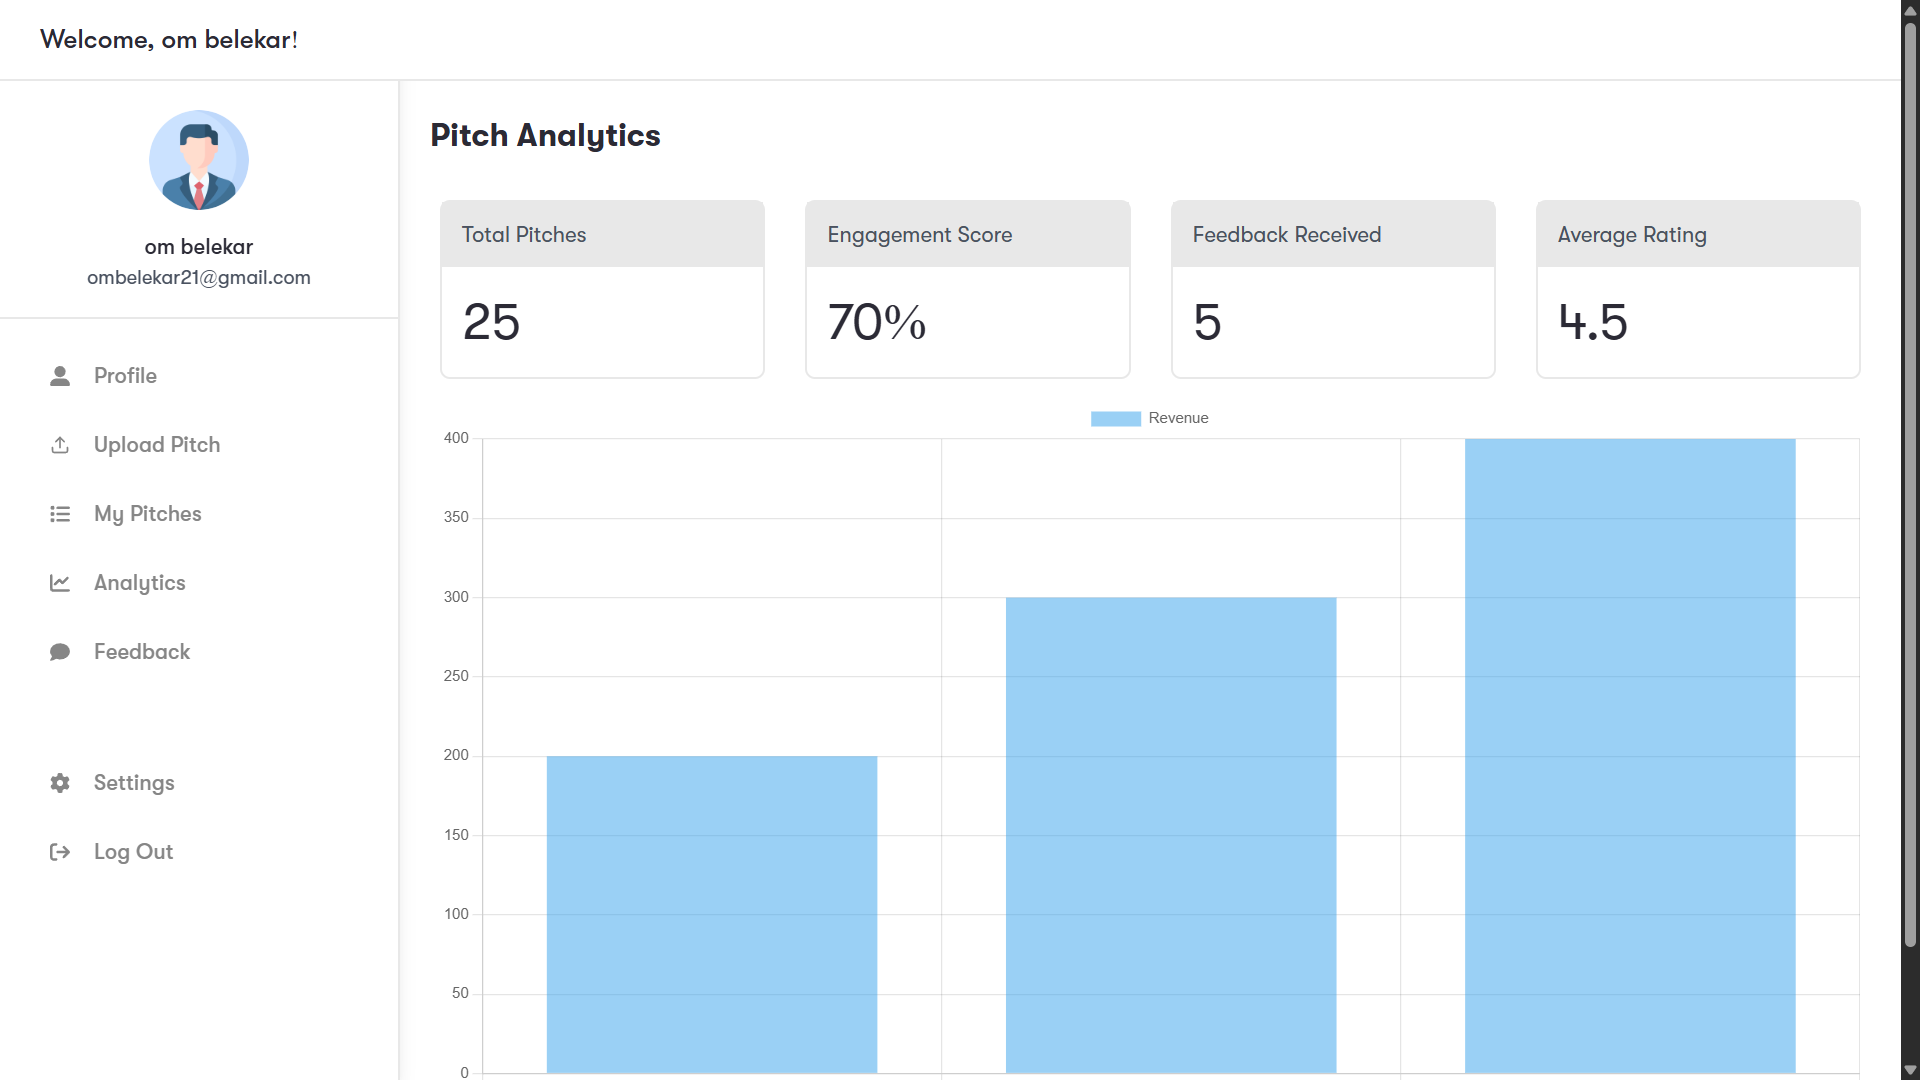 Welcome, om belekar!
om belekar
ombelekar21@gmail.com
Profile
Upload Pitch
My Pitches
Analytics
Feedback
Settings
Log Out
Pitch Analytics
Total Pitches
25
Engagement Score
70%
Feedback Received
5
Average Rating
4.5
Revenue
400
350
300
250
200
150
100
50
0